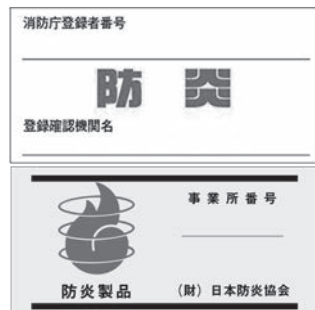 消防庁登録者番号
防炎
登録確認機関名
事業所番号
防炎製品
(財)日本防炎協会